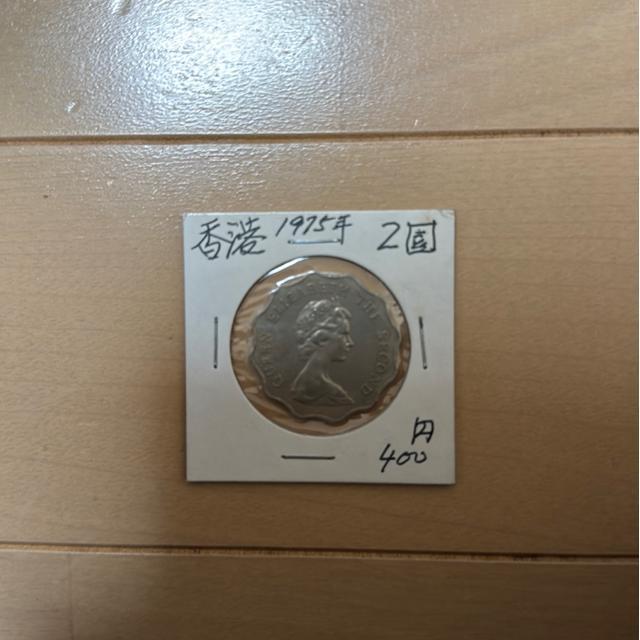 香港 1975年 2圓
QUEEN ELIZABETH THE SECOND
円
400